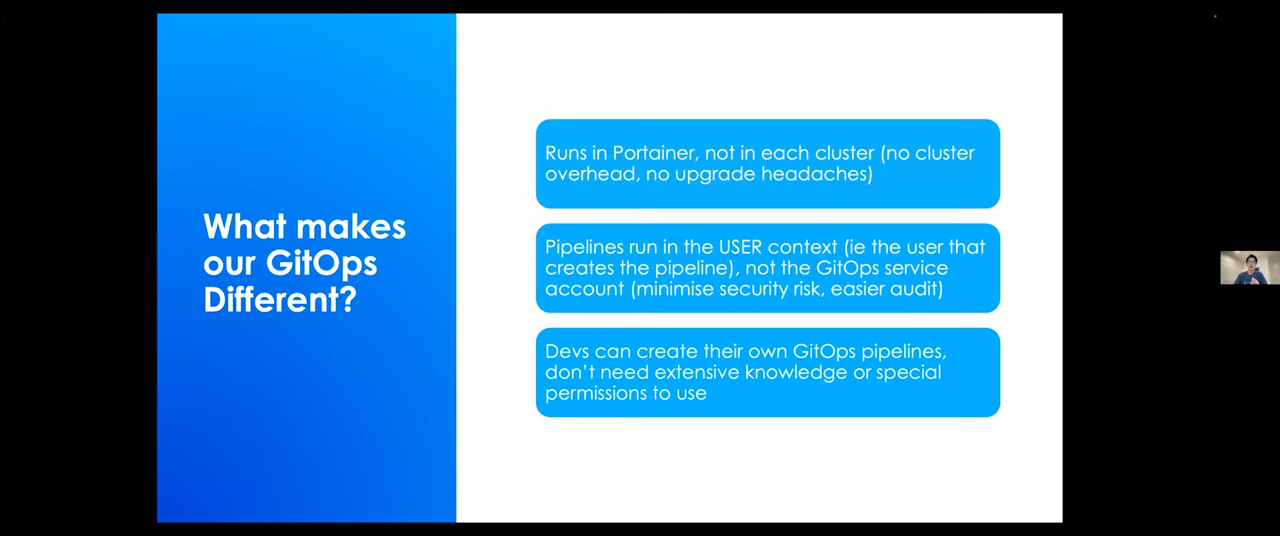 What makes
our GitOps
Different?
Runs in Portainer, not in each cluster (no cluster
overhead, no upgrade headaches)
Pipelines run in the USER context (ie the user that
creates the pipeline), not the GitOps service
account (minimise security risk, easier audit)
Devs can create their own GitOps pipelines,
don’t need extensive knowledge or special
permissions to use